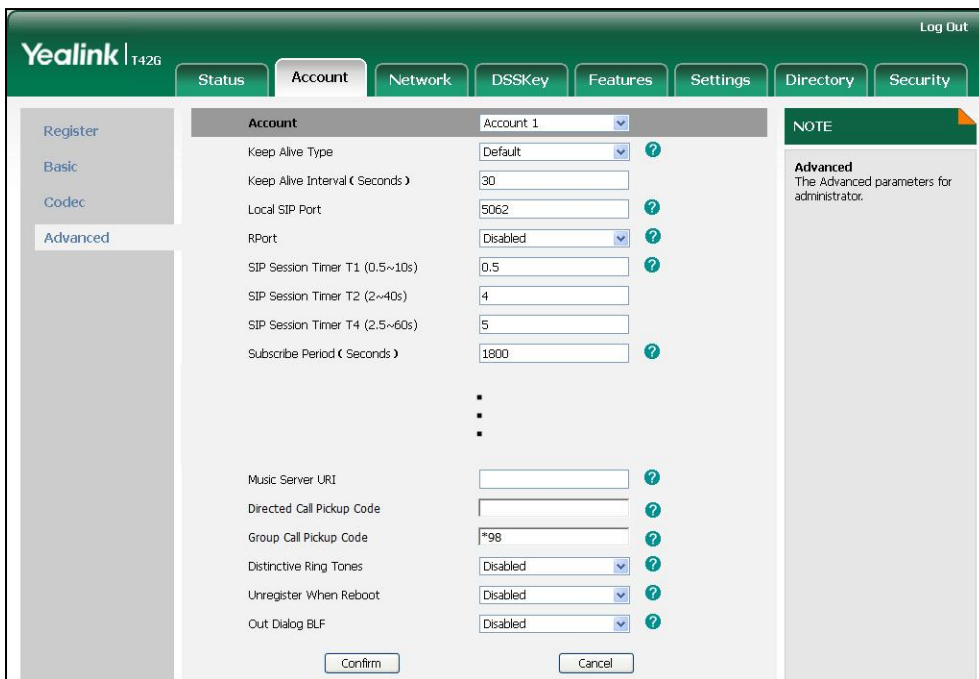 Log Out
Yealink T42G
Status Account Network DSSKey Features Settings Directory Security
Register
Basic
Codec
Advanced
Account Account 1
Keep Alive Type Default ?
Keep Alive Interval (Seconds) 30
Local SIP Port 5062 ?
RPort Disabled ?
SIP Session Timer T1 (0.5~10s) 0.5 ?
SIP Session Timer T2 (2~40s) 4
SIP Session Timer T4 (2.5~60s) 5
Subscribe Period (Seconds) 1800 ?
Music Server URI ?
Directed Call Pickup Code ?
Group Call Pickup Code *98 ?
Distinctive Ring Tones Disabled ?
Unregister When Reboot Disabled ?
Out Dialog BLF Disabled ?
Confirm Cancel
NOTE
Advanced
The Advanced parameters for
administrator.